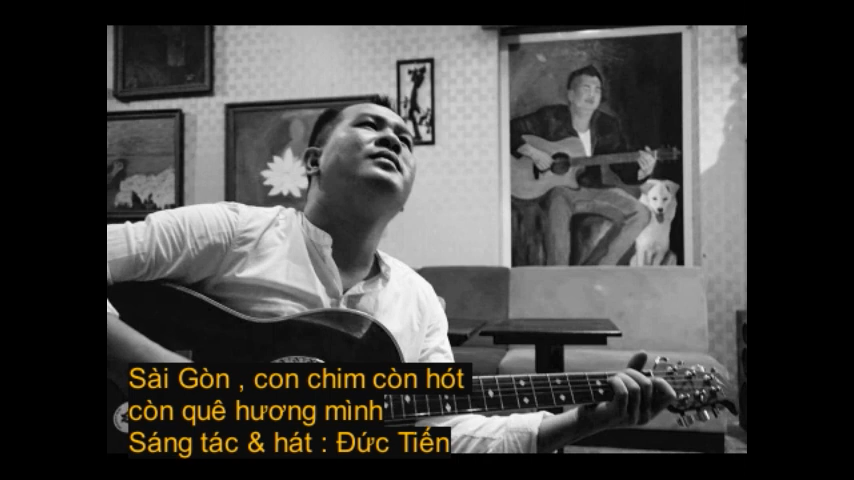 Sài Gòn , con chim còn hót
còn quê hương mình
Sáng tác & hát : Đức Tiến